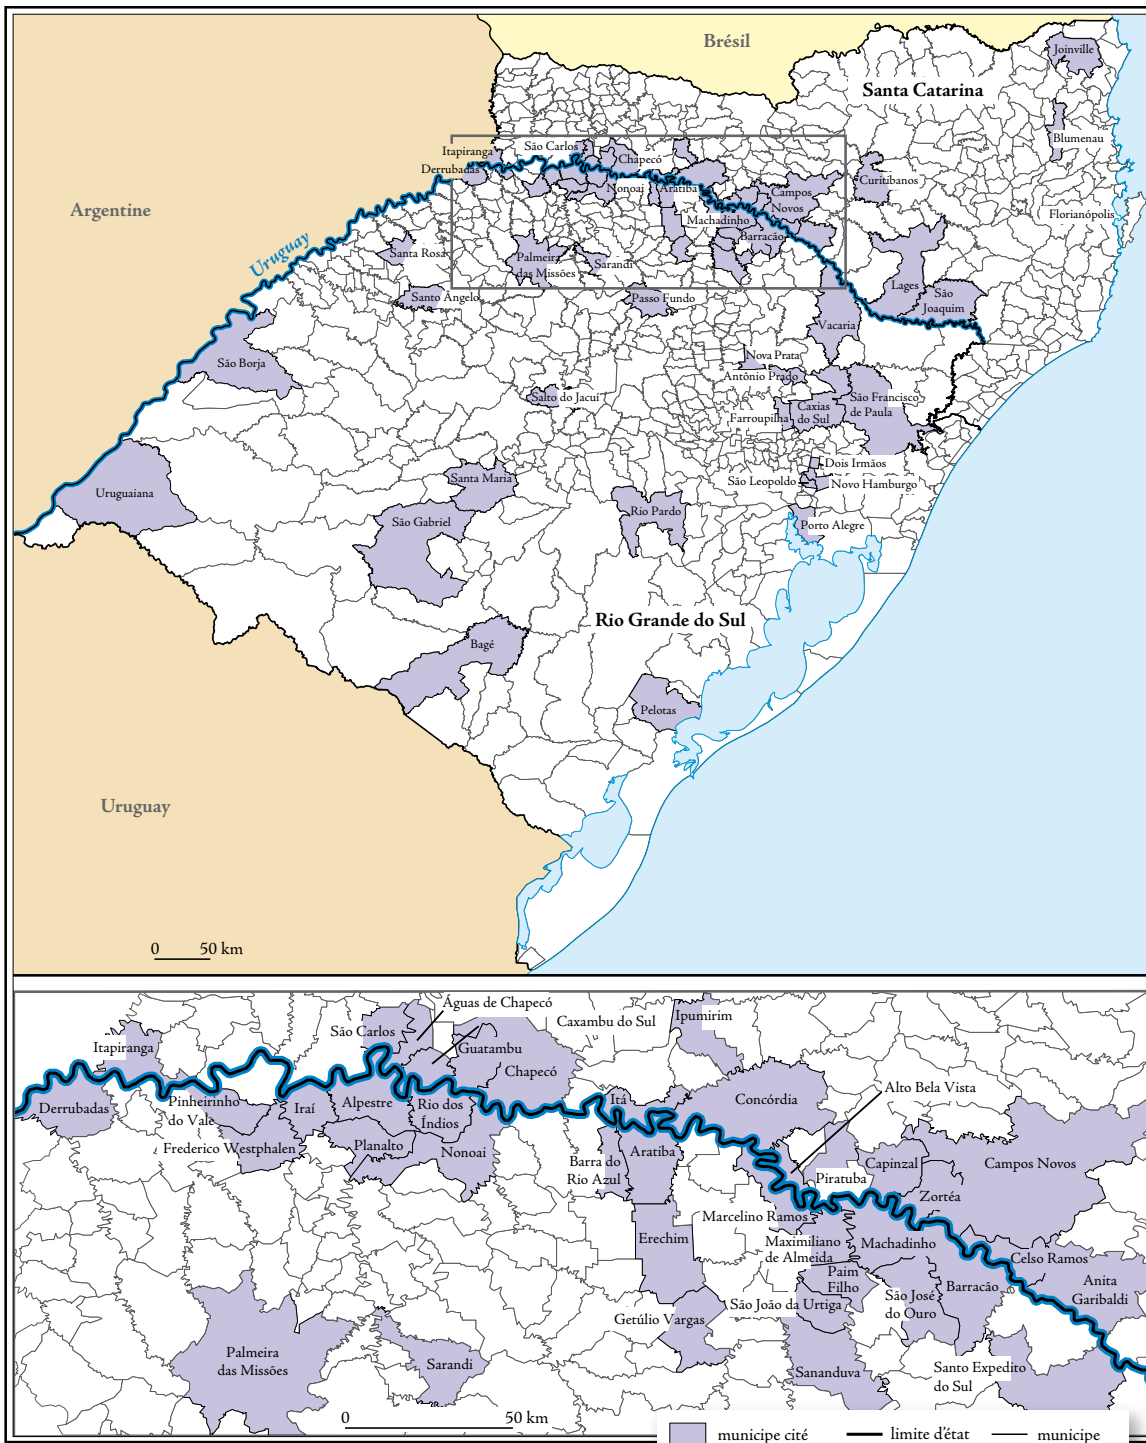 Brésil
Joinville
Santa Catarina
Blumenau
São Carlos
Itapiranga
Chapecó
Derrubadas
Curitibanos
Nonoai
Aratiba
Campos
Novos
Argentine
Florianópolis
Machadinho
Barracão
Uruguay
Santa Rosa
Palmeira
das Missões
Sarandi
Lages
São
Joaquim
Santo Ângelo
Passo Fundo
Vacaria
São Borja
Nova Prata
Antônio Prado
Salto do Jacuí
São Francisco
de Paula
Caxias
do Sul
Farroupilha
Dois Irmãos
Santa Maria
São Leopoldo
Novo Hamburgo
Uruguaiana
Rio Pardo
São Gabriel
Porto Alegre
Rio Grande do Sul
Bagé
Pelotas
Uruguay
0 50 km
Águas de Chapecó
São Carlos
Caxambu do Sul
Ipumirim
Itapiranga
Guatambu
Chapecó
Alto Bela Vista
Derrubadas
Pinheirinho
do Vale
Iraí
Alpestre
Rio dos
Índios
Itá
Concórdia
Frederico Westphalen
Planalto
Nonoai
Barra do
Rio Azul
Aratiba
Piratuba
Capinzal
Campos Novos
Zortéa
Marcelino Ramos
Erechim
Maximiliano
de Almeida
Machadinho
Celso Ramos
Paim
Filho
Barracão
Anita
Garibaldi
São João da Urtiga
São José
do Ouro
Getúlio Vargas
Palmeira
das Missões
Sarandi
Sananduva
Santo Expedito
do Sul
0 50 km
municipe cité
limite d'état
municipe